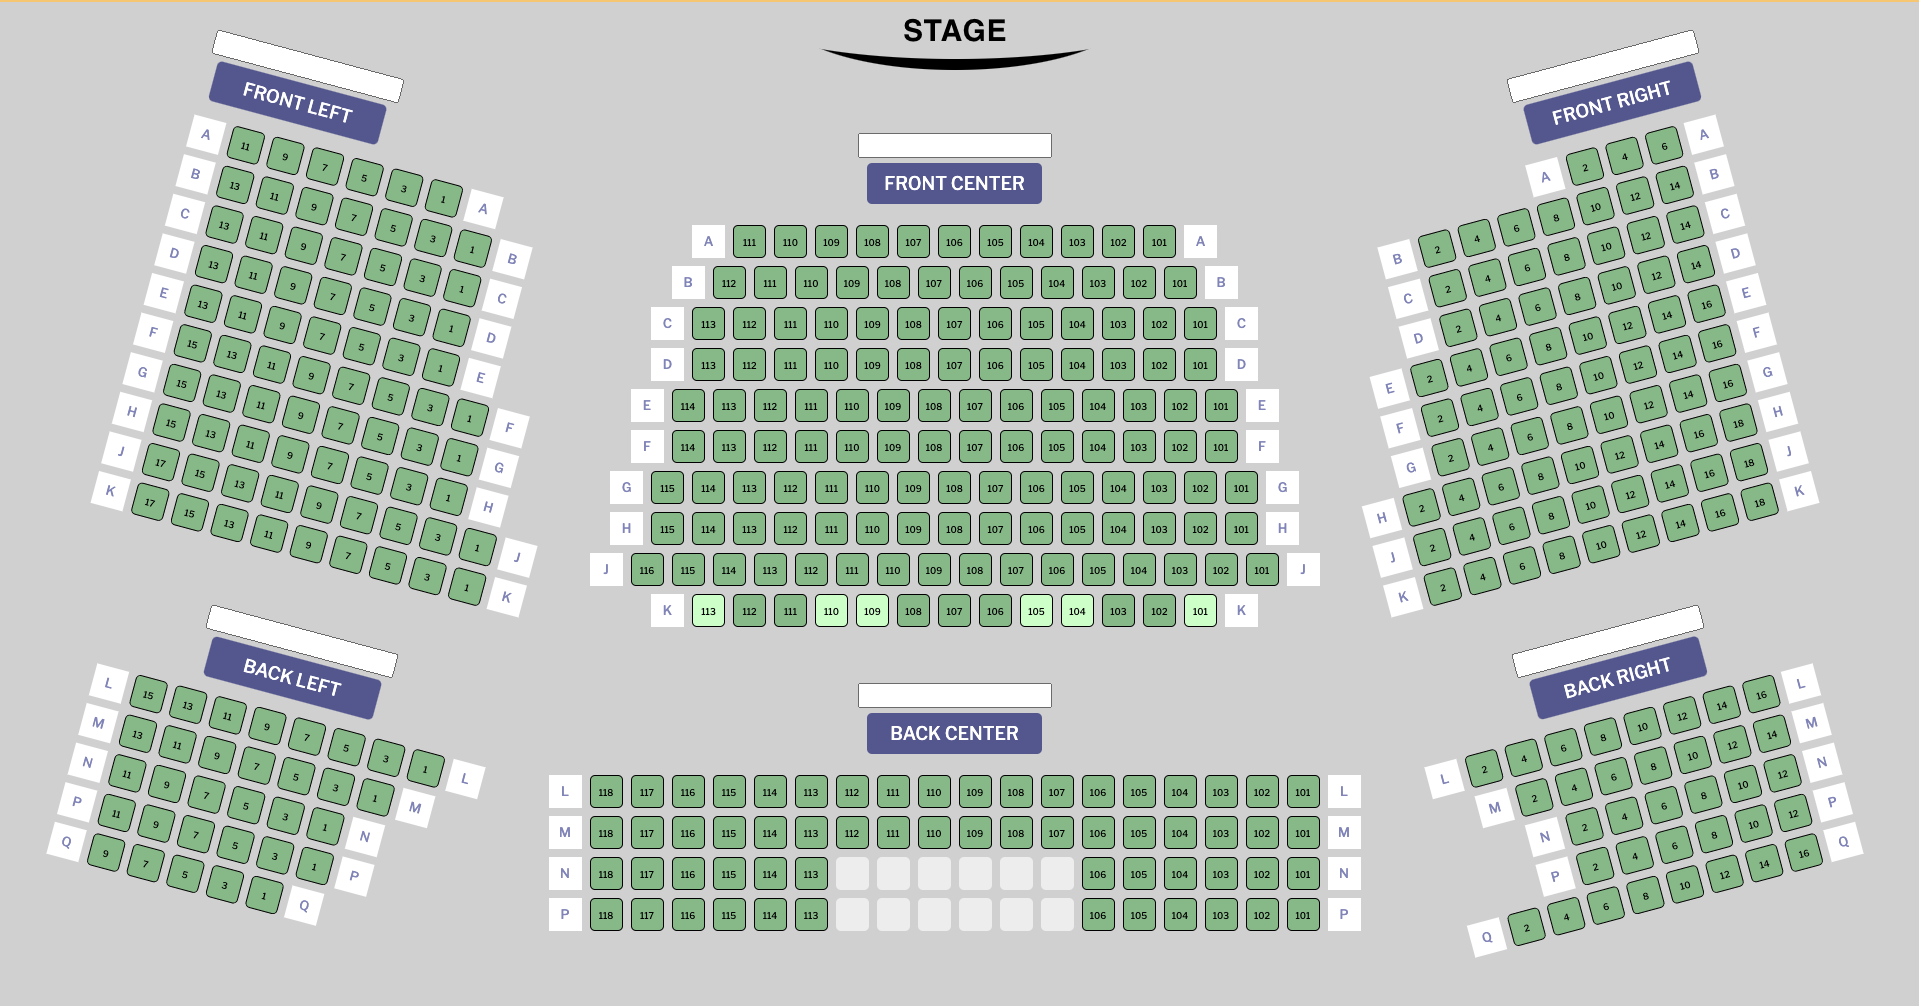 STAGE
FRONT LEFT
A 11 9 7 5 3 1 A
B 13 11 9 7 5 3 1 B
C 13 11 9 7 5 3 1 C
D 13 11 9 7 5 3 1 D
E 13 11 9 7 5 3 1 E
F 15 13 11 9 7 5 3 1 F
G 15 13 11 9 7 5 3 1 G
H 15 13 11 9 7 5 3 1 H
J 17 15 13 11 9 7 5 3 1 J
K 17 15 13 11 9 7 5 3 1 K
FRONT CENTER
A 111 110 109 108 107 106 105 104 103 102 101 A
B 112 111 110 109 108 107 106 105 104 103 102 101 B
C 113 112 111 110 109 108 107 106 105 104 103 102 101 C
D 113 112 111 110 109 108 107 106 105 104 103 102 101 D
E 114 113 112 111 110 109 108 107 106 105 104 103 102 101 E
F 114 113 112 111 110 109 108 107 106 105 104 103 102 101 F
G 115 114 113 112 111 110 109 108 107 106 105 104 103 102 101 G
H 115 114 113 112 111 110 109 108 107 106 105 104 103 102 101 H
J 116 115 114 113 112 111 110 109 108 107 106 105 104 103 102 101 J
K 113 112 111 110 109 108 107 106 105 104 103 102 101 K
FRONT RIGHT
A 2 4 6 A
B 2 4 6 8 10 12 14 B
C 2 4 6 8 10 12 14 C
D 2 4 6 8 10 12 14 D
E 2 4 6 8 10 12 14 16 E
F 2 4 6 8 10 12 14 16 F
G 2 4 6 8 10 12 14 16 G
H 2 4 6 8 10 12 14 16 18 H
J 2 4 6 8 10 12 14 16 18 J
K 2 4 6 8 10 12 14 16 18 K
BACK LEFT
L 15 13 11 9 7 5 3 1 L
M 13 11 9 7 5 3 1 M
N 11 9 7 5 3 1 N
P 11 9 7 5 3 1 P
Q 9 7 5 3 1 Q
BACK CENTER
L 118 117 116 115 114 113 112 111 110 109 108 107 106 105 104 103 102 101 L
M 118 117 116 115 114 113 112 111 110 109 108 107 106 105 104 103 102 101 M
N 118 117 116 115 114 113 106 105 104 103 102 101 N
P 118 117 116 115 114 113 106 105 104 103 102 101 P
BACK RIGHT
L 2 4 6 8 10 12 14 16 L
M 2 4 6 8 10 12 14 M
N 2 4 6 8 10 12 N
P 2 4 6 8 10 12 P
Q 2 4 6 8 10 12 14 16 Q